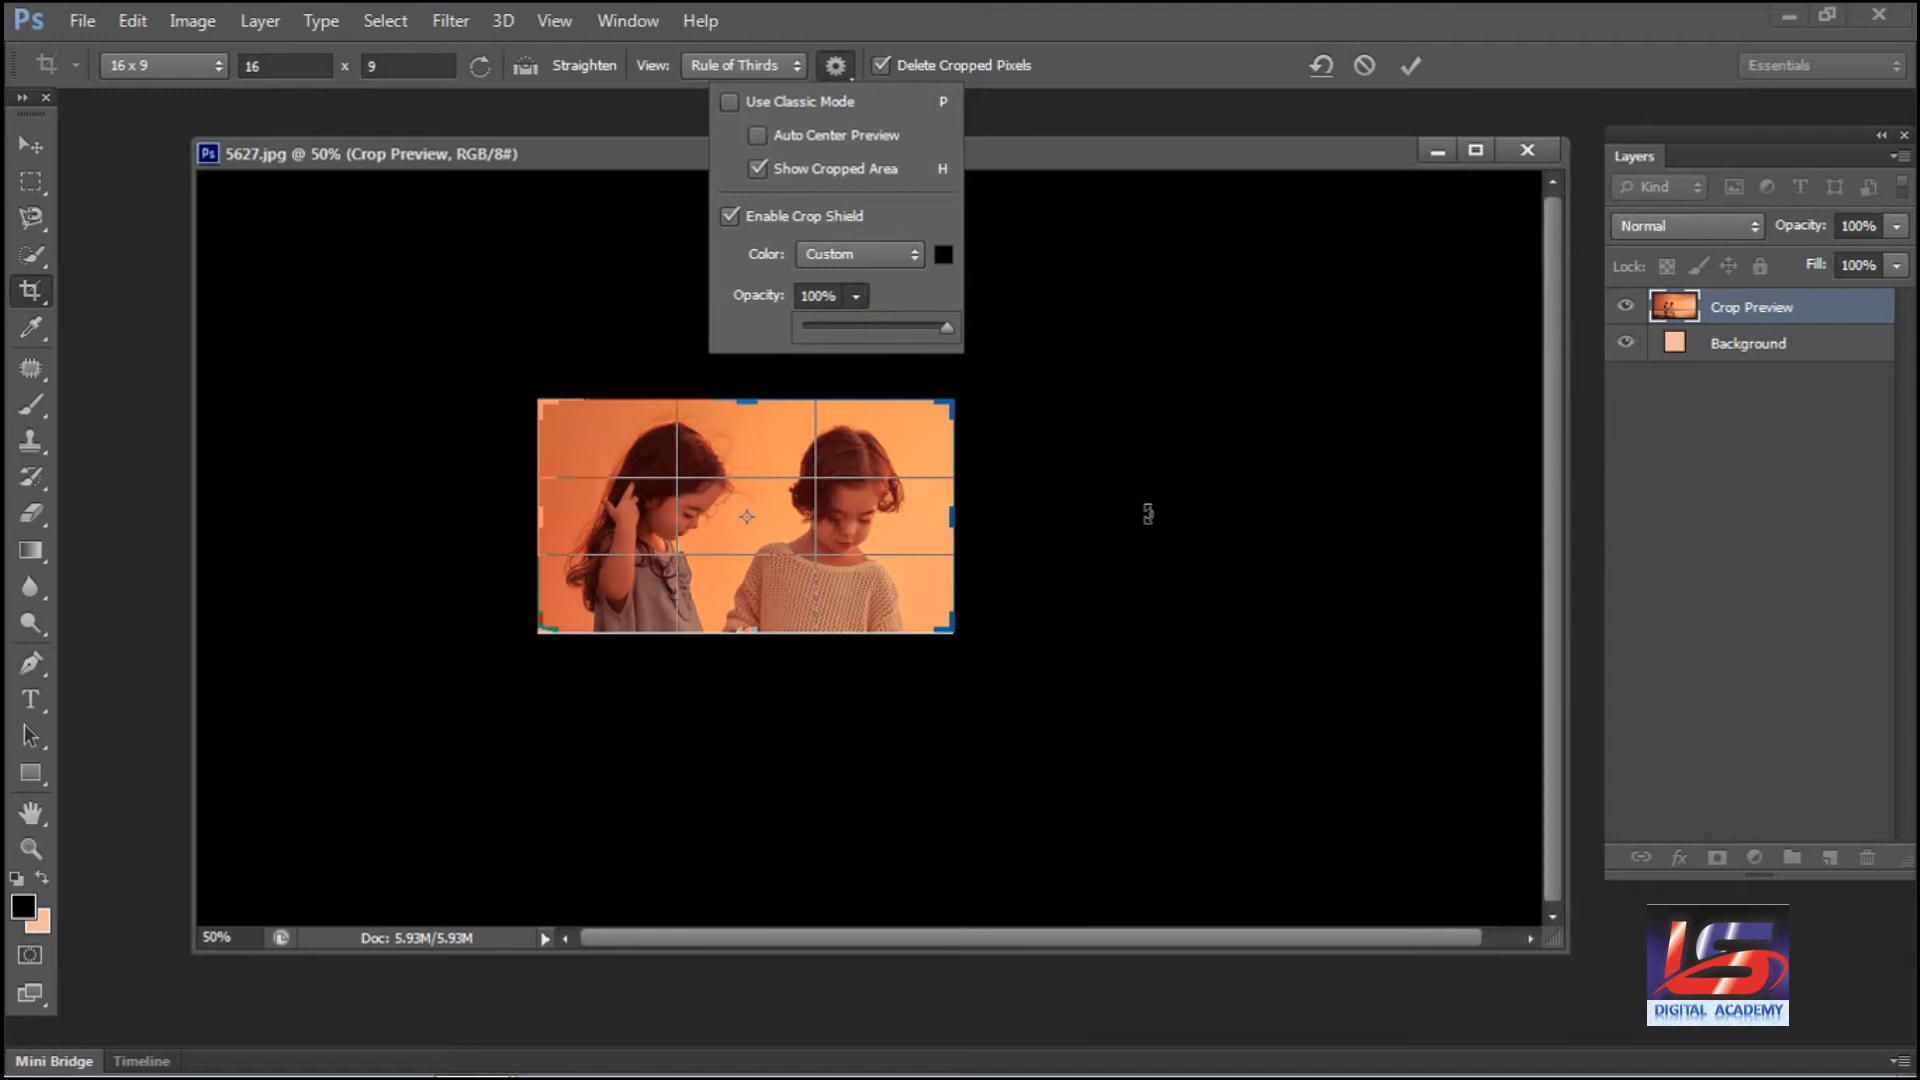 Ps File Edit Image Layer Type Select Filter 3D View Window Help
16 x 9 16 x 9 Straighten View: Rule of Thirds Delete Cropped Pixels Essentials
Use Classic Mode P
Auto Center Preview
Show Cropped Area H
Enable Crop Shield
Color: Custom
Opacity: 100%
Ps 5627.jpg @ 50% (Crop Preview, RGB/8#)
50% Doc: 5.93M/5.93M
Layers
Kind
Normal Opacity: 100%
Lock: Fill: 100%
Crop Preview
Background
LS
DIGITAL ACADEMY
Mini Bridge Timeline